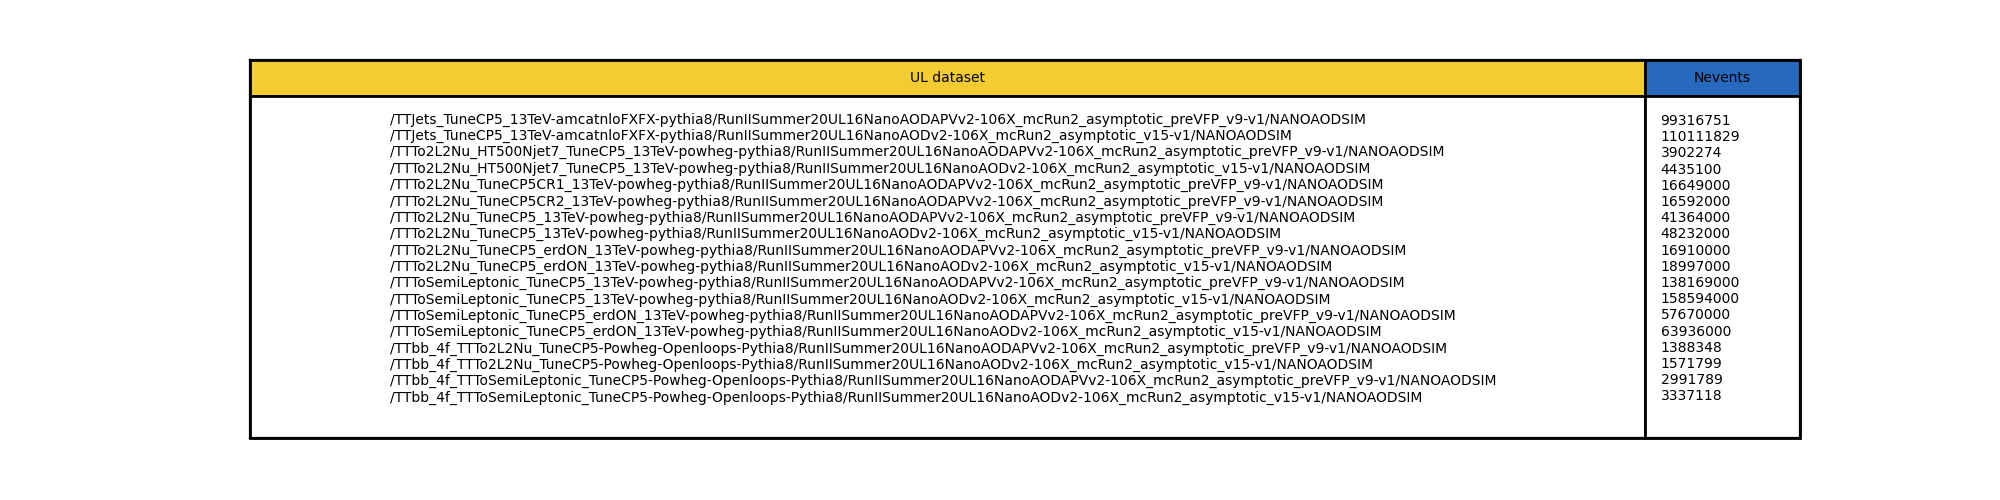 UL dataset Nevents
/TTJets_TuneCP5_13TeV-amcatnloFXFX-pythia8/RunIISummer20UL16NanoAODAPVv2-106X_mcRun2_asymptotic_preVFP_v9-v1/NANOAODSIM 99316751
/TTJets_TuneCP5_13TeV-amcatnloFXFX-pythia8/RunIISummer20UL16NanoAODv2-106X_mcRun2_asymptotic_v15-v1/NANOAODSIM 110111829
/TTTo2L2Nu_HT500Njet7_TuneCP5_13TeV-powheg-pythia8/RunIISummer20UL16NanoAODAPVv2-106X_mcRun2_asymptotic_preVFP_v9-v1/NANOAODSIM 3902274
/TTTo2L2Nu_HT500Njet7_TuneCP5_13TeV-powheg-pythia8/RunIISummer20UL16NanoAODv2-106X_mcRun2_asymptotic_v15-v1/NANOAODSIM 4435100
/TTTo2L2Nu_TuneCP5CR1_13TeV-powheg-pythia8/RunIISummer20UL16NanoAODAPVv2-106X_mcRun2_asymptotic_preVFP_v9-v1/NANOAODSIM 16649000
/TTTo2L2Nu_TuneCP5CR2_13TeV-powheg-pythia8/RunIISummer20UL16NanoAODAPVv2-106X_mcRun2_asymptotic_preVFP_v9-v1/NANOAODSIM 16592000
/TTTo2L2Nu_TuneCP5_13TeV-powheg-pythia8/RunIISummer20UL16NanoAODAPVv2-106X_mcRun2_asymptotic_preVFP_v9-v1/NANOAODSIM 41364000
/TTTo2L2Nu_TuneCP5_13TeV-powheg-pythia8/RunIISummer20UL16NanoAODv2-106X_mcRun2_asymptotic_v15-v1/NANOAODSIM 48232000
/TTTo2L2Nu_TuneCP5_erdON_13TeV-powheg-pythia8/RunIISummer20UL16NanoAODAPVv2-106X_mcRun2_asymptotic_preVFP_v9-v1/NANOAODSIM 16910000
/TTTo2L2Nu_TuneCP5_erdON_13TeV-powheg-pythia8/RunIISummer20UL16NanoAODv2-106X_mcRun2_asymptotic_v15-v1/NANOAODSIM 18997000
/TTToSemiLeptonic_TuneCP5_13TeV-powheg-pythia8/RunIISummer20UL16NanoAODAPVv2-106X_mcRun2_asymptotic_preVFP_v9-v1/NANOAODSIM 138169000
/TTToSemiLeptonic_TuneCP5_13TeV-powheg-pythia8/RunIISummer20UL16NanoAODv2-106X_mcRun2_asymptotic_v15-v1/NANOAODSIM 158594000
/TTToSemiLeptonic_TuneCP5_erdON_13TeV-powheg-pythia8/RunIISummer20UL16NanoAODAPVv2-106X_mcRun2_asymptotic_preVFP_v9-v1/NANOAODSIM 57670000
/TTToSemiLeptonic_TuneCP5_erdON_13TeV-powheg-pythia8/RunIISummer20UL16NanoAODv2-106X_mcRun2_asymptotic_v15-v1/NANOAODSIM 63936000
/TTbb_4f_TTTo2L2Nu_TuneCP5-Powheg-Openloops-Pythia8/RunIISummer20UL16NanoAODAPVv2-106X_mcRun2_asymptotic_preVFP_v9-v1/NANOAODSIM 1388348
/TTbb_4f_TTTo2L2Nu_TuneCP5-Powheg-Openloops-Pythia8/RunIISummer20UL16NanoAODv2-106X_mcRun2_asymptotic_v15-v1/NANOAODSIM 1571799
/TTbb_4f_TTToSemiLeptonic_TuneCP5-Powheg-Openloops-Pythia8/RunIISummer20UL16NanoAODAPVv2-106X_mcRun2_asymptotic_preVFP_v9-v1/NANOAODSIM 2991789
/TTbb_4f_TTToSemiLeptonic_TuneCP5-Powheg-Openloops-Pythia8/RunIISummer20UL16NanoAODv2-106X_mcRun2_asymptotic_v15-v1/NANOAODSIM 3337118